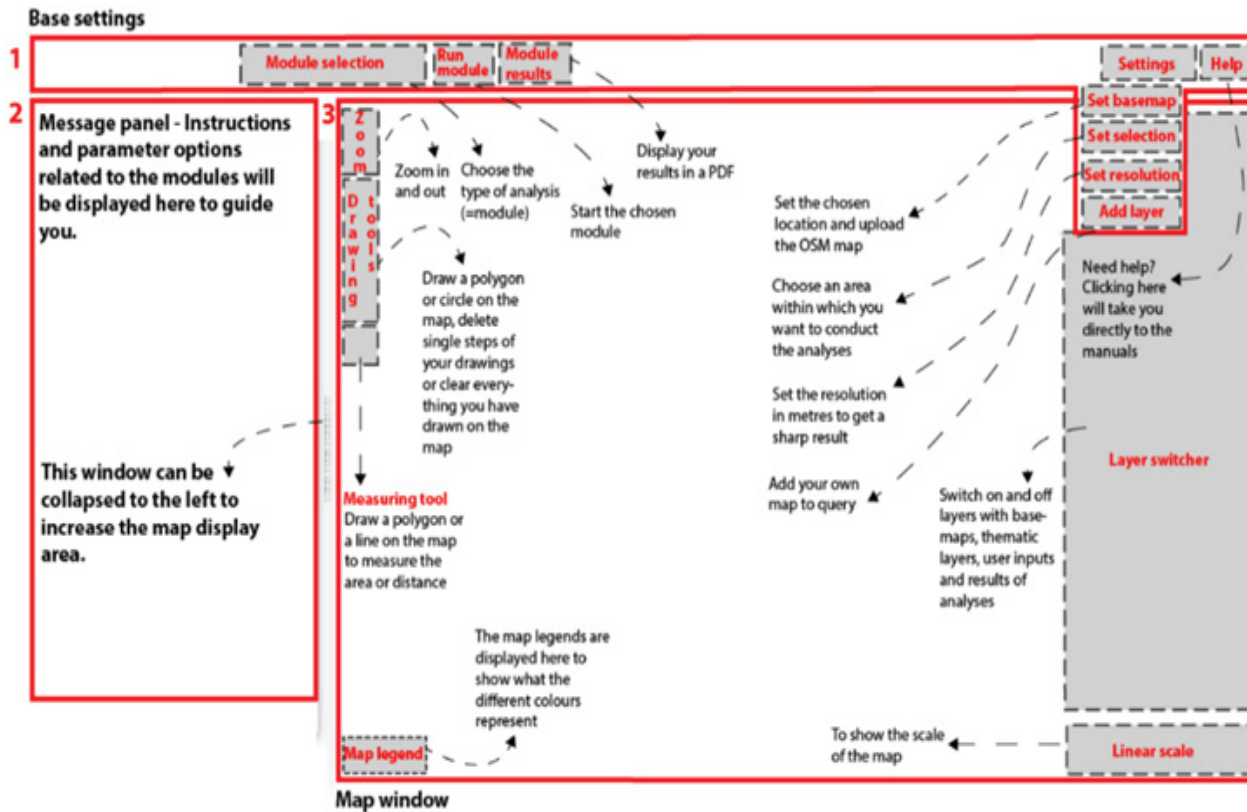 Base settings
1
Module selection
Run
module
Module
results
Settings
Help
2
Message panel - Instructions
and parameter options
related to the modules will
be displayed here to guide
you.
This window can be
collapsed to the left to
increase the map display
area.
3
Zoom
Drawing
tools
Zoom in
and out
Choose the
type of analysis
(=module)
Start the chosen
module
Display your
results in a PDF
Draw a polygon
or circle on the
map, delete
single steps of
your drawings
or clear every-
thing you have
drawn on the
map
Measuring tool
Draw a polygon or
a line on the map
to measure the
area or distance
The map legends are
displayed here to
show what the
different colours
represent
Map legend
Set basemap
Set selection
Set resolution
Add layer
Set the chosen
location and upload
the OSM map
Choose an area
within which you
want to conduct
the analyses
Set the resolution
in metres to get a
sharp result
Add your own
map to query
Need help?
Clicking here
will take you
directly to the
manuals
Layer switcher
Switch on and off
layers with base-
maps, thematic
layers, user inputs
and results of
analyses
To show the scale
of the map
Linear scale
Map window